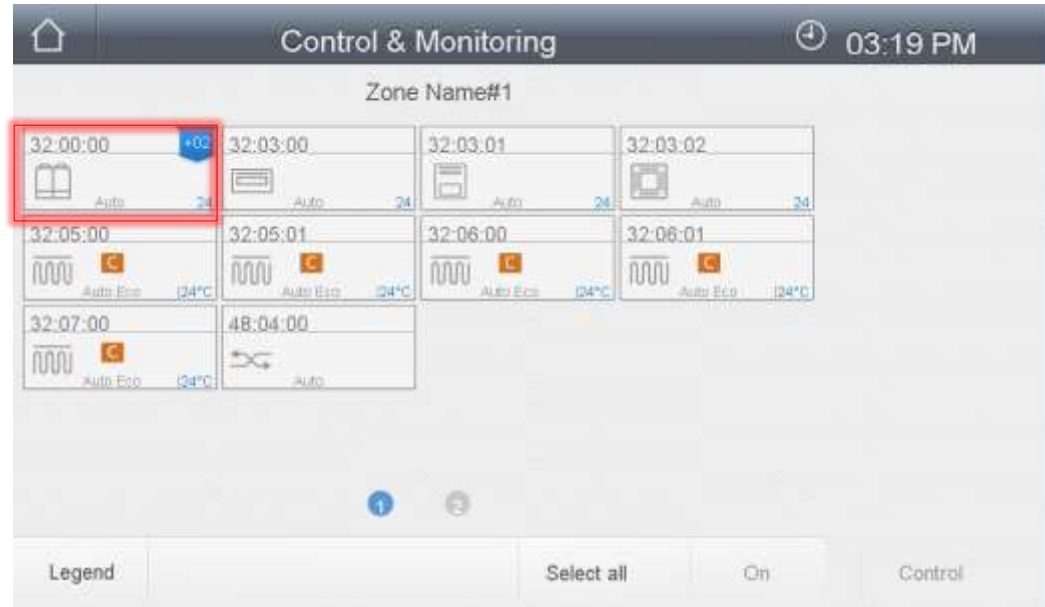 Control & Monitoring 03:19 PM
Zone Name#1
32:00:00 +02 32:03:00 32:03:01 32:03:02
Auto 24 Auto 24 Auto 24 Auto 24
32:05:00 32:05:01 32:06:00 32:06:01
C C C C
Auto Eco 24°C Auto Eco 24°C Auto Eco 24°C Auto Eco 24°C
32:07:00 48:04:00
C
Auto Eco 24°C Auto
1 2
Legend Select all On Control